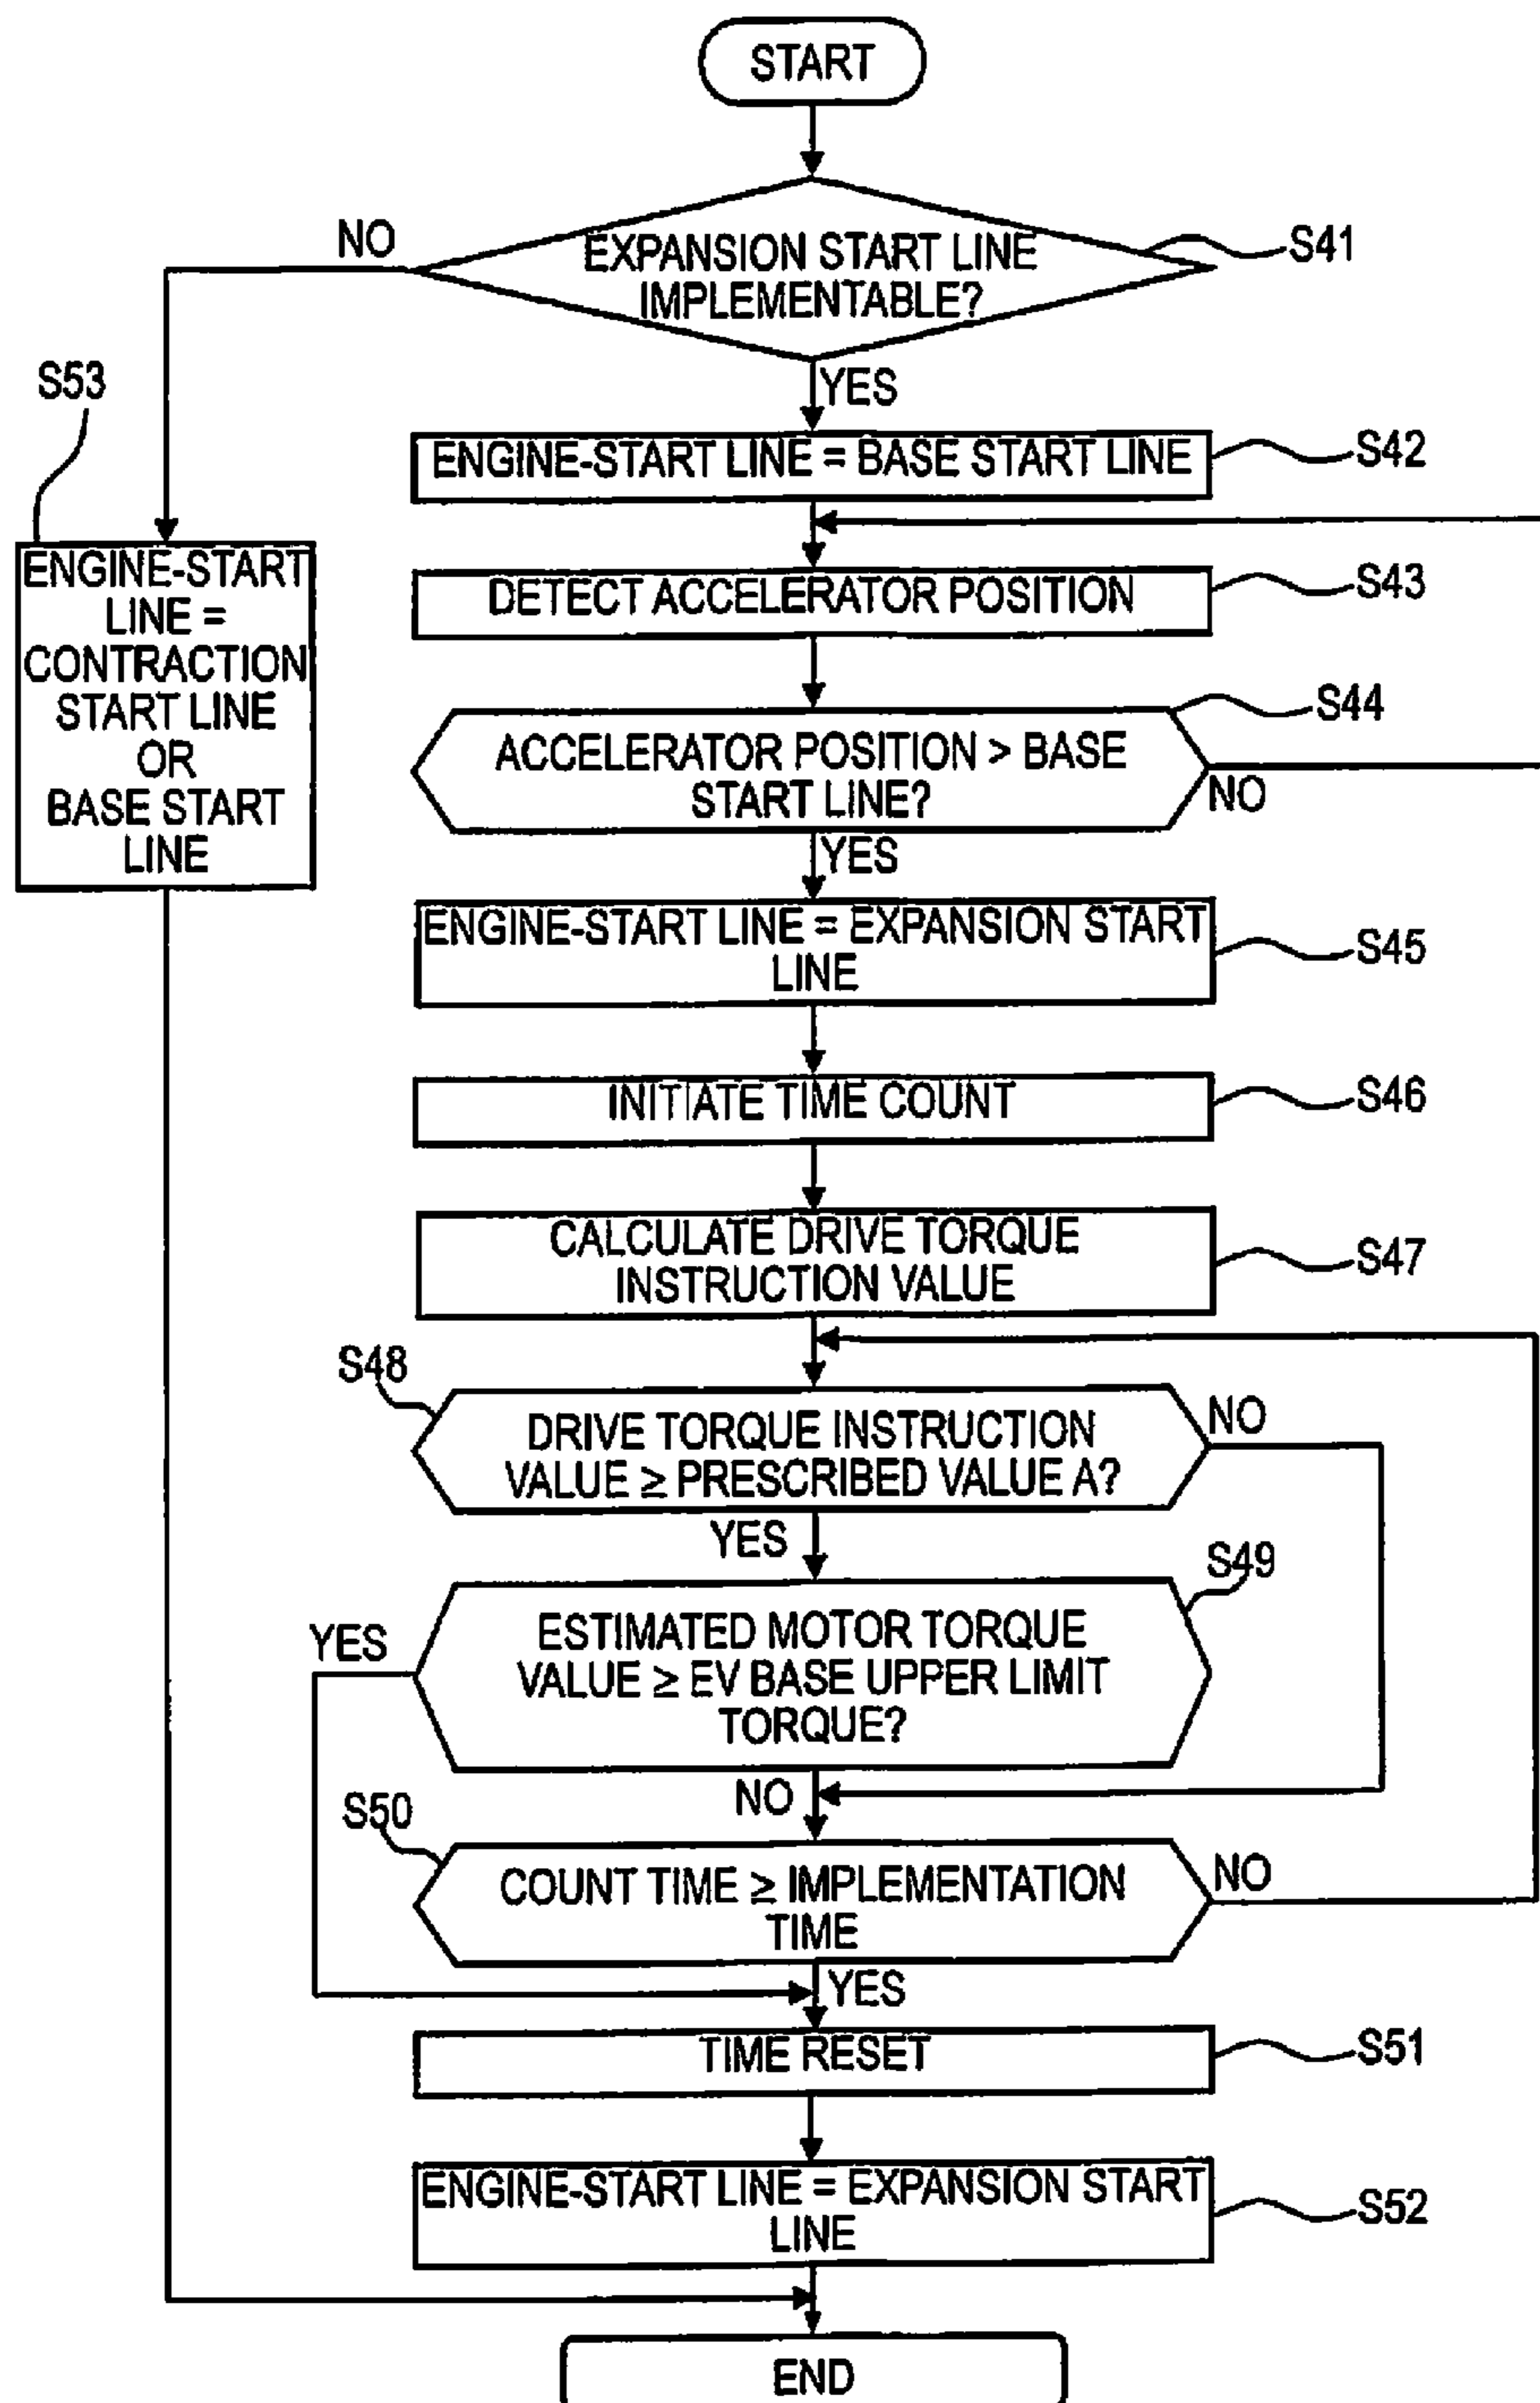 START
NO
EXPANSION START LINE
IMPLEMENTABLE?
S41
YES
S53
ENGINE-START
LINE =
CONTRACTION
START LINE
OR
BASE START
LINE
ENGINE-START LINE = BASE START LINE
S42
DETECT ACCELERATOR POSITION
S43
S44
ACCELERATOR POSITION > BASE
START LINE?
NO
YES
ENGINE-START LINE = EXPANSION START
LINE
S45
INITIATE TIME COUNT
S46
CALCULATE DRIVE TORQUE
INSTRUCTION VALUE
S47
S48
DRIVE TORQUE INSTRUCTION
VALUE ≥ PRESCRIBED VALUE A?
NO
YES
S49
YES
ESTIMATED MOTOR TORQUE
VALUE ≥ EV BASE UPPER LIMIT
TORQUE?
NO
S50
COUNT TIME ≥ IMPLEMENTATION
TIME
NO
YES
TIME RESET
S51
ENGINE-START LINE = EXPANSION START
LINE
S52
END